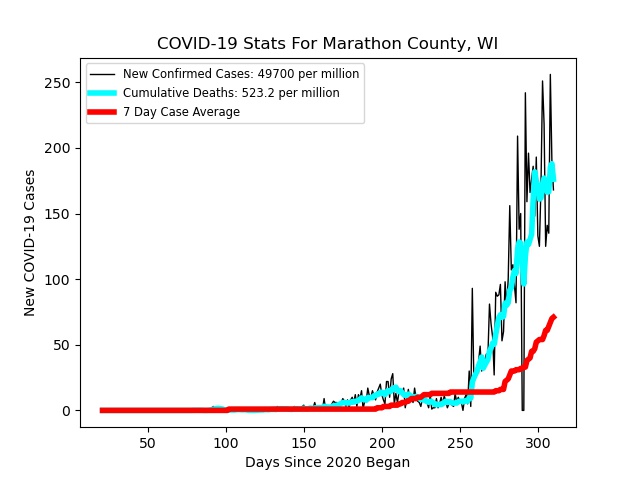 COVID-19 Stats For Marathon County, WI
New Confirmed Cases: 49700 per million
Cumulative Deaths: 523.2 per million
7 Day Case Average
New COVID-19 Cases
250
200
150
100
50
0
50 100 150 200 250 300
Days Since 2020 Began